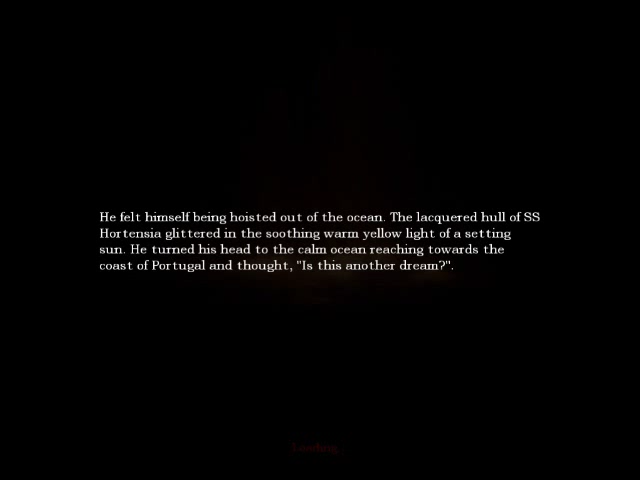 He felt himself being hoisted out of the ocean. The lacquered hull of SS
Hortensia glittered in the soothing warm yellow light of a setting
sun. He turned his head to the calm ocean reaching towards the
coast of Portugal and thought, "Is this another dream?".
Loading